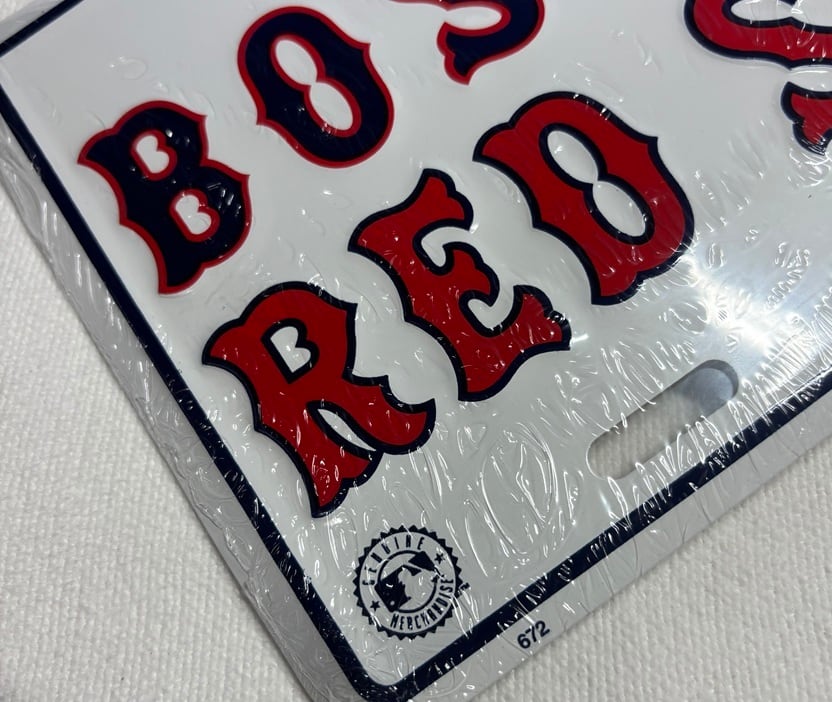 BOS
RED S
GENUINE
MERCHANDISE
672